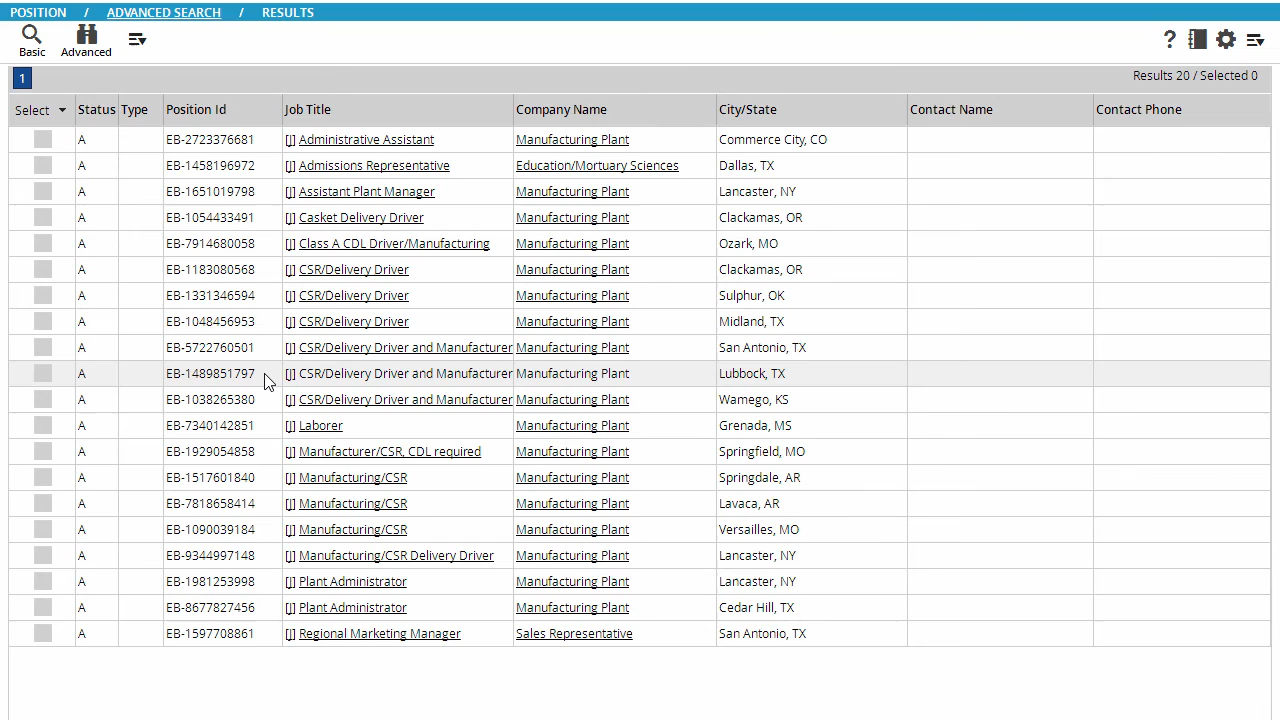 POSITION / ADVANCED SEARCH / RESULTS
Basic Advanced ?
1 Results 20 / Selected 0
Select Status Type Position Id Job Title Company Name City/State Contact Name Contact Phone
A EB-2723376681 [J] Administrative Assistant Manufacturing Plant Commerce City, CO
A EB-1458196972 [J] Admissions Representative Education/Mortuary Sciences Dallas, TX
A EB-1651019798 [J] Assistant Plant Manager Manufacturing Plant Lancaster, NY
A EB-1054433491 [J] Casket Delivery Driver Manufacturing Plant Clackamas, OR
A EB-7914680058 [J] Class A CDL Driver/Manufacturing Manufacturing Plant Ozark, MO
A EB-1183080568 [J] CSR/Delivery Driver Manufacturing Plant Clackamas, OR
A EB-1331346594 [J] CSR/Delivery Driver Manufacturing Plant Sulphur, OK
A EB-1048456953 [J] CSR/Delivery Driver Manufacturing Plant Midland, TX
A EB-5722760501 [J] CSR/Delivery Driver and Manufacturer Manufacturing Plant San Antonio, TX
A EB-1489851797 [J] CSR/Delivery Driver and Manufacturer Manufacturing Plant Lubbock, TX
A EB-1038265380 [J] CSR/Delivery Driver and Manufacturer Manufacturing Plant Wamego, KS
A EB-7340142851 [J] Laborer Manufacturing Plant Grenada, MS
A EB-1929054858 [J] Manufacturer/CSR, CDL required Manufacturing Plant Springfield, MO
A EB-1517601840 [J] Manufacturing/CSR Manufacturing Plant Springdale, AR
A EB-7818658414 [J] Manufacturing/CSR Manufacturing Plant Lavaca, AR
A EB-1090039184 [J] Manufacturing/CSR Manufacturing Plant Versailles, MO
A EB-9344997148 [J] Manufacturing/CSR Delivery Driver Manufacturing Plant Lancaster, NY
A EB-1981253998 [J] Plant Administrator Manufacturing Plant Lancaster, NY
A EB-8677827456 [J] Plant Administrator Manufacturing Plant Cedar Hill, TX
A EB-1597708861 [J] Regional Marketing Manager Sales Representative San Antonio, TX